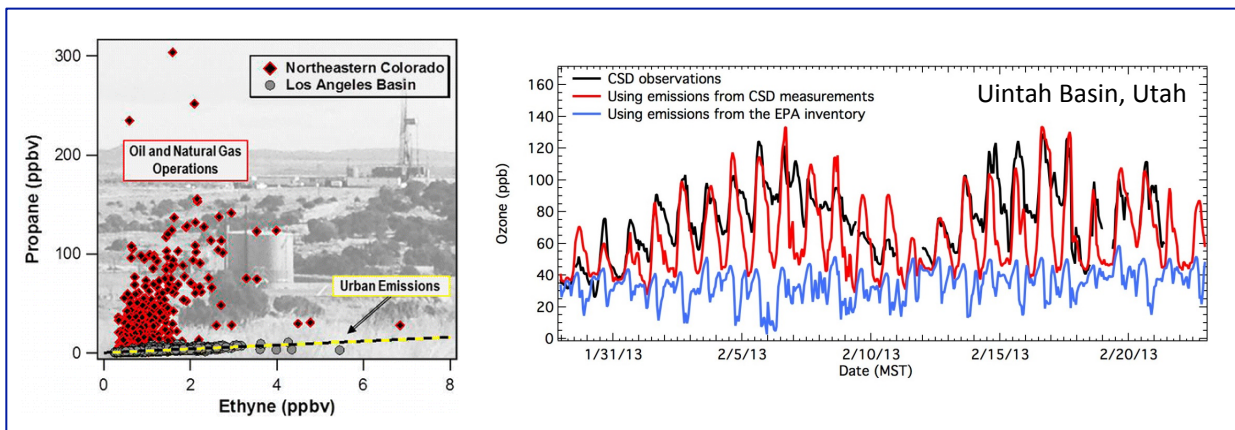 300
200
100
0
Propane (ppbv)
Northeastern Colorado
Los Angeles Basin
Oil and Natural Gas
Operations
Urban Emissions
0 2 4 6 8
Ethyne (ppbv)
160
140
120
100
80
60
40
20
0
Ozone (ppb)
CSD observations
Using emissions from CSD measurements
Using emissions from the EPA inventory
Uintah Basin, Utah
1/31/13 2/5/13 2/10/13 2/15/13 2/20/13
Date (MST)